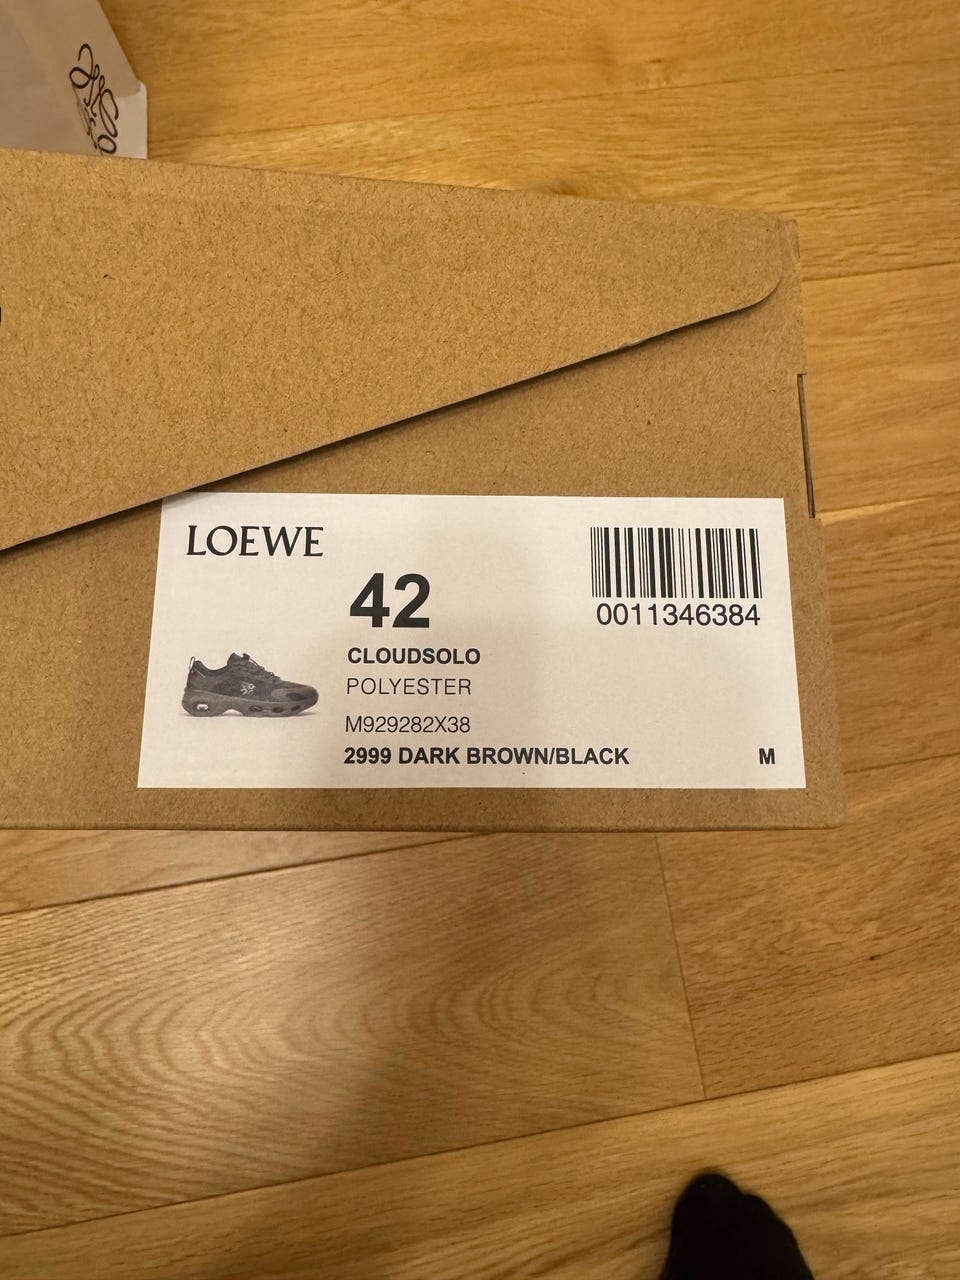 LOEWE
42
0011346384
CLOUDSOLO
POLYESTER
M929282X38
2999 DARK BROWN/BLACK
M